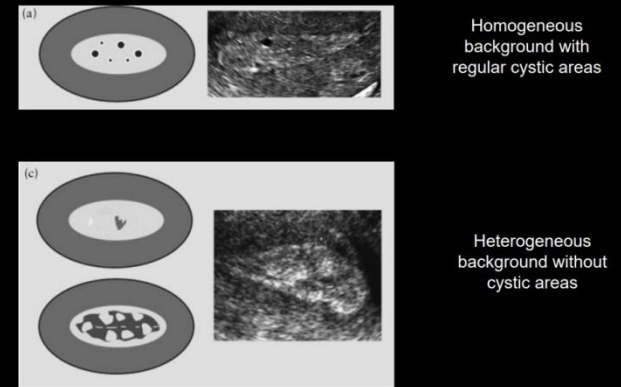 (a)
Homogeneous
background with
regular cystic areas
(c)
Heterogeneous
background without
cystic areas